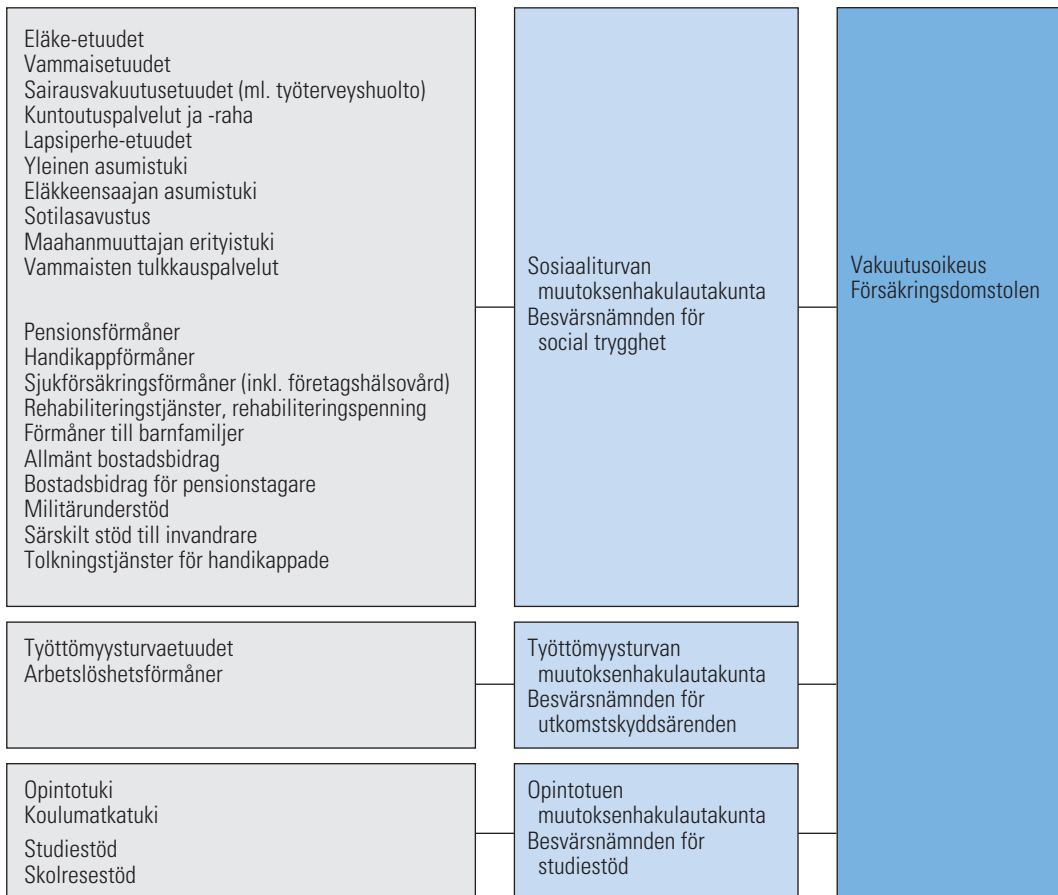 Eläke-etuudet
Vammaisetuudet
Sairausvakuutusetuudet (ml. työterveyshuolto)
Kuntoutuspalvelut ja -raha
Lapsiperhe-etuudet
Yleinen asumistuki
Eläkkeensaajan asumistuki
Sotilasavustus
Maahanmuuttajan erityistuki
Vammaisten tulkkauspalvelut
Pensionsförmåner
Handikappförmåner
Sjukförsäkringsförmåner (inkl. företagshälsovård)
Rehabiliteringstjänster, rehabiliteringspenning
Förmåner till barnfamiljer
Allmänt bostadsbidrag
Bostadsbidrag för pensionstagare
Militärunderstöd
Särskilt stöd till invandrare
Tolkningstjänster för handikappade
Sosiaaliturvan
muutoksenhakulautakunta
Besvärsnämnden för
social trygghet
Vakuutusoikeus
Försäkringsdomstolen
Työttömyysturvaetuudet
Arbetslöshetsförmåner
Työttömyysturvan
muutoksenhakulautakunta
Besvärsnämnden för
utkomstskyddsärenden
Opintotuki
Koulumatkatuki
Studiestöd
Skolresestöd
Opintotuen
muutoksenhakulautakunta
Besvärsnämnden för
studiestöd